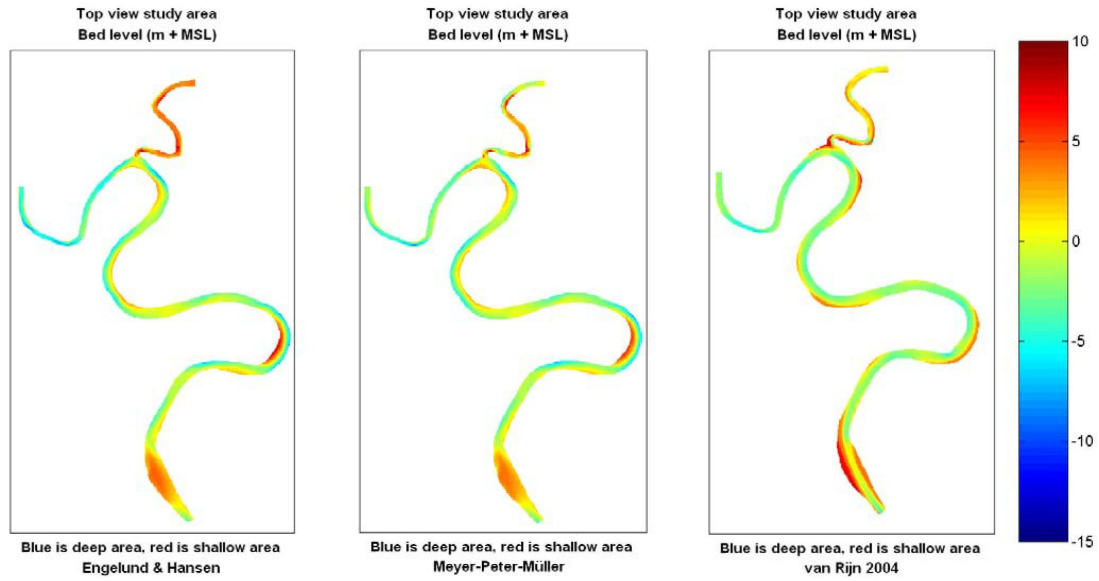 Top view study area
Bed level (m + MSL)
Blue is deep area, red is shallow area
Engelund & Hansen
Top view study area
Bed level (m + MSL)
Blue is deep area, red is shallow area
Meyer-Peter-Müller
Top view study area
Bed level (m + MSL)
Blue is deep area, red is shallow area
van Rijn 2004
10
5
0
-5
-10
-15